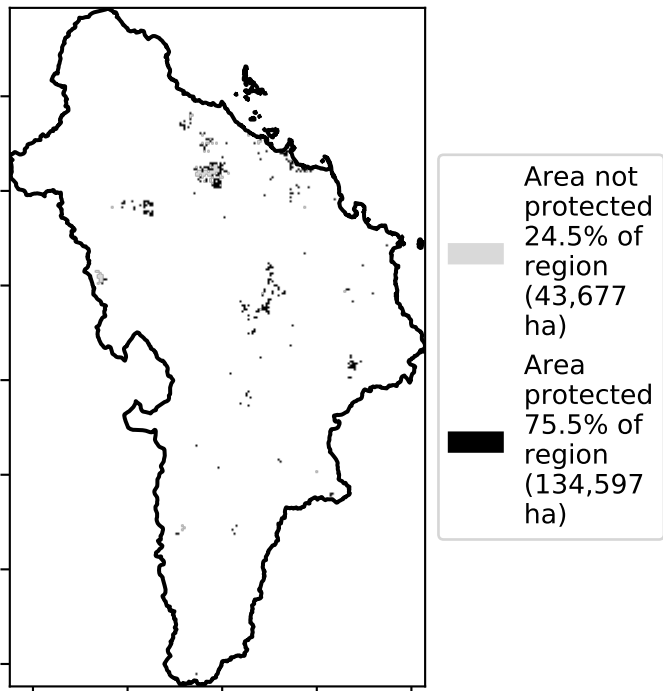 Area not
protected
24.5% of
region
(43,677
ha)
Area
protected
75.5% of
region
(134,597
ha)